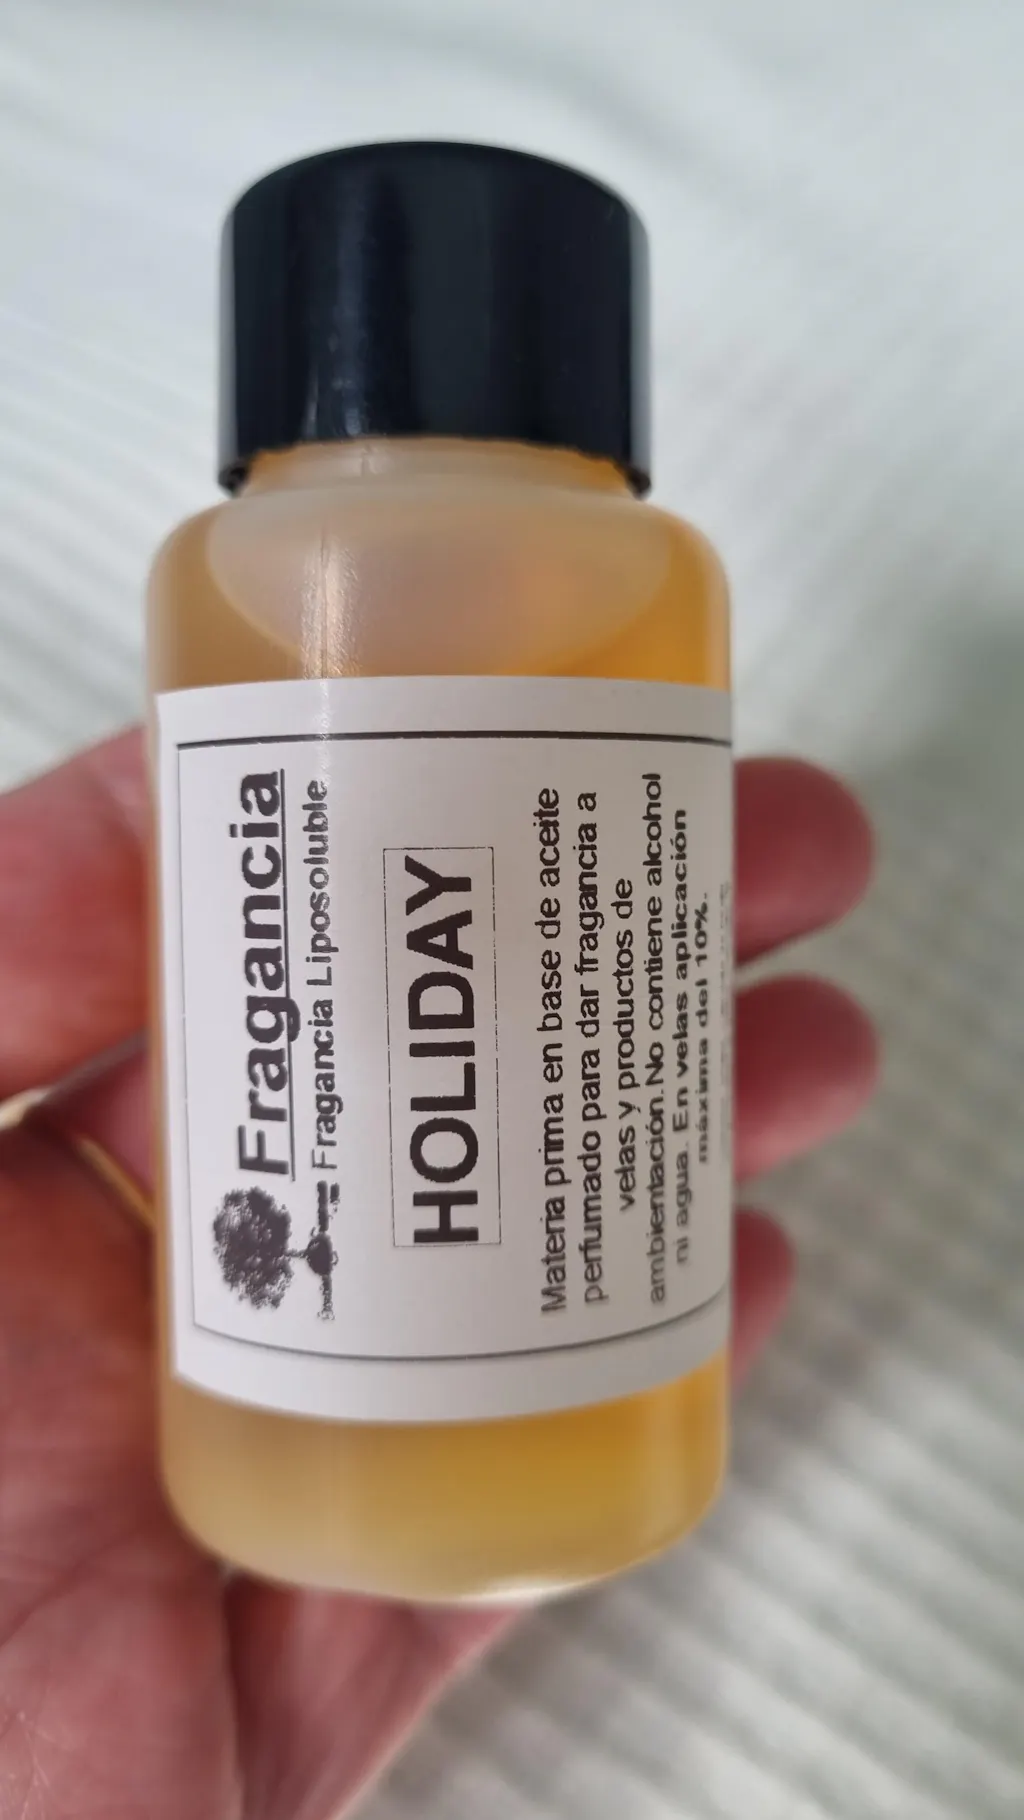 Fragancia
Fragancia Liposoluble
HOLIDAY
Materia prima en base de aceite
perfumado para dar fragancia a
velas y productos de
ambientación.No contiene alcohol
ni agua. En velas aplicación
máxima del 10%.